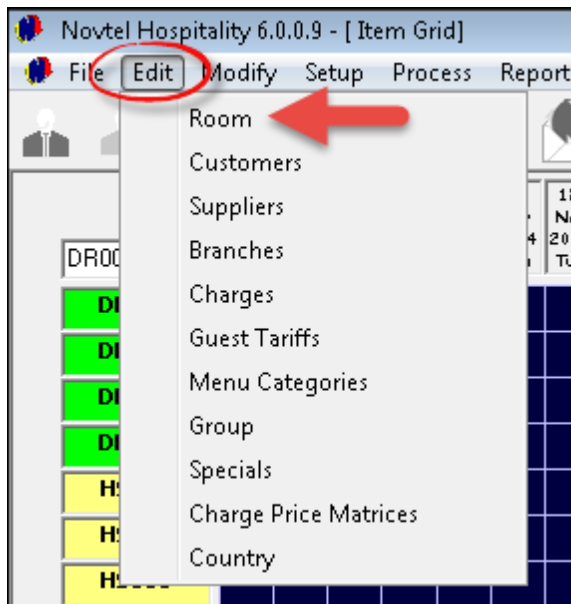 Novtel Hospitality 6.0.0.9 - [ Item Grid]
File Edit Modify Setup Process Report
Room
Customers
Suppliers
Branches
Charges
Guest Tariffs
Menu Categories
Group
Specials
Charge Price Matrices
Country